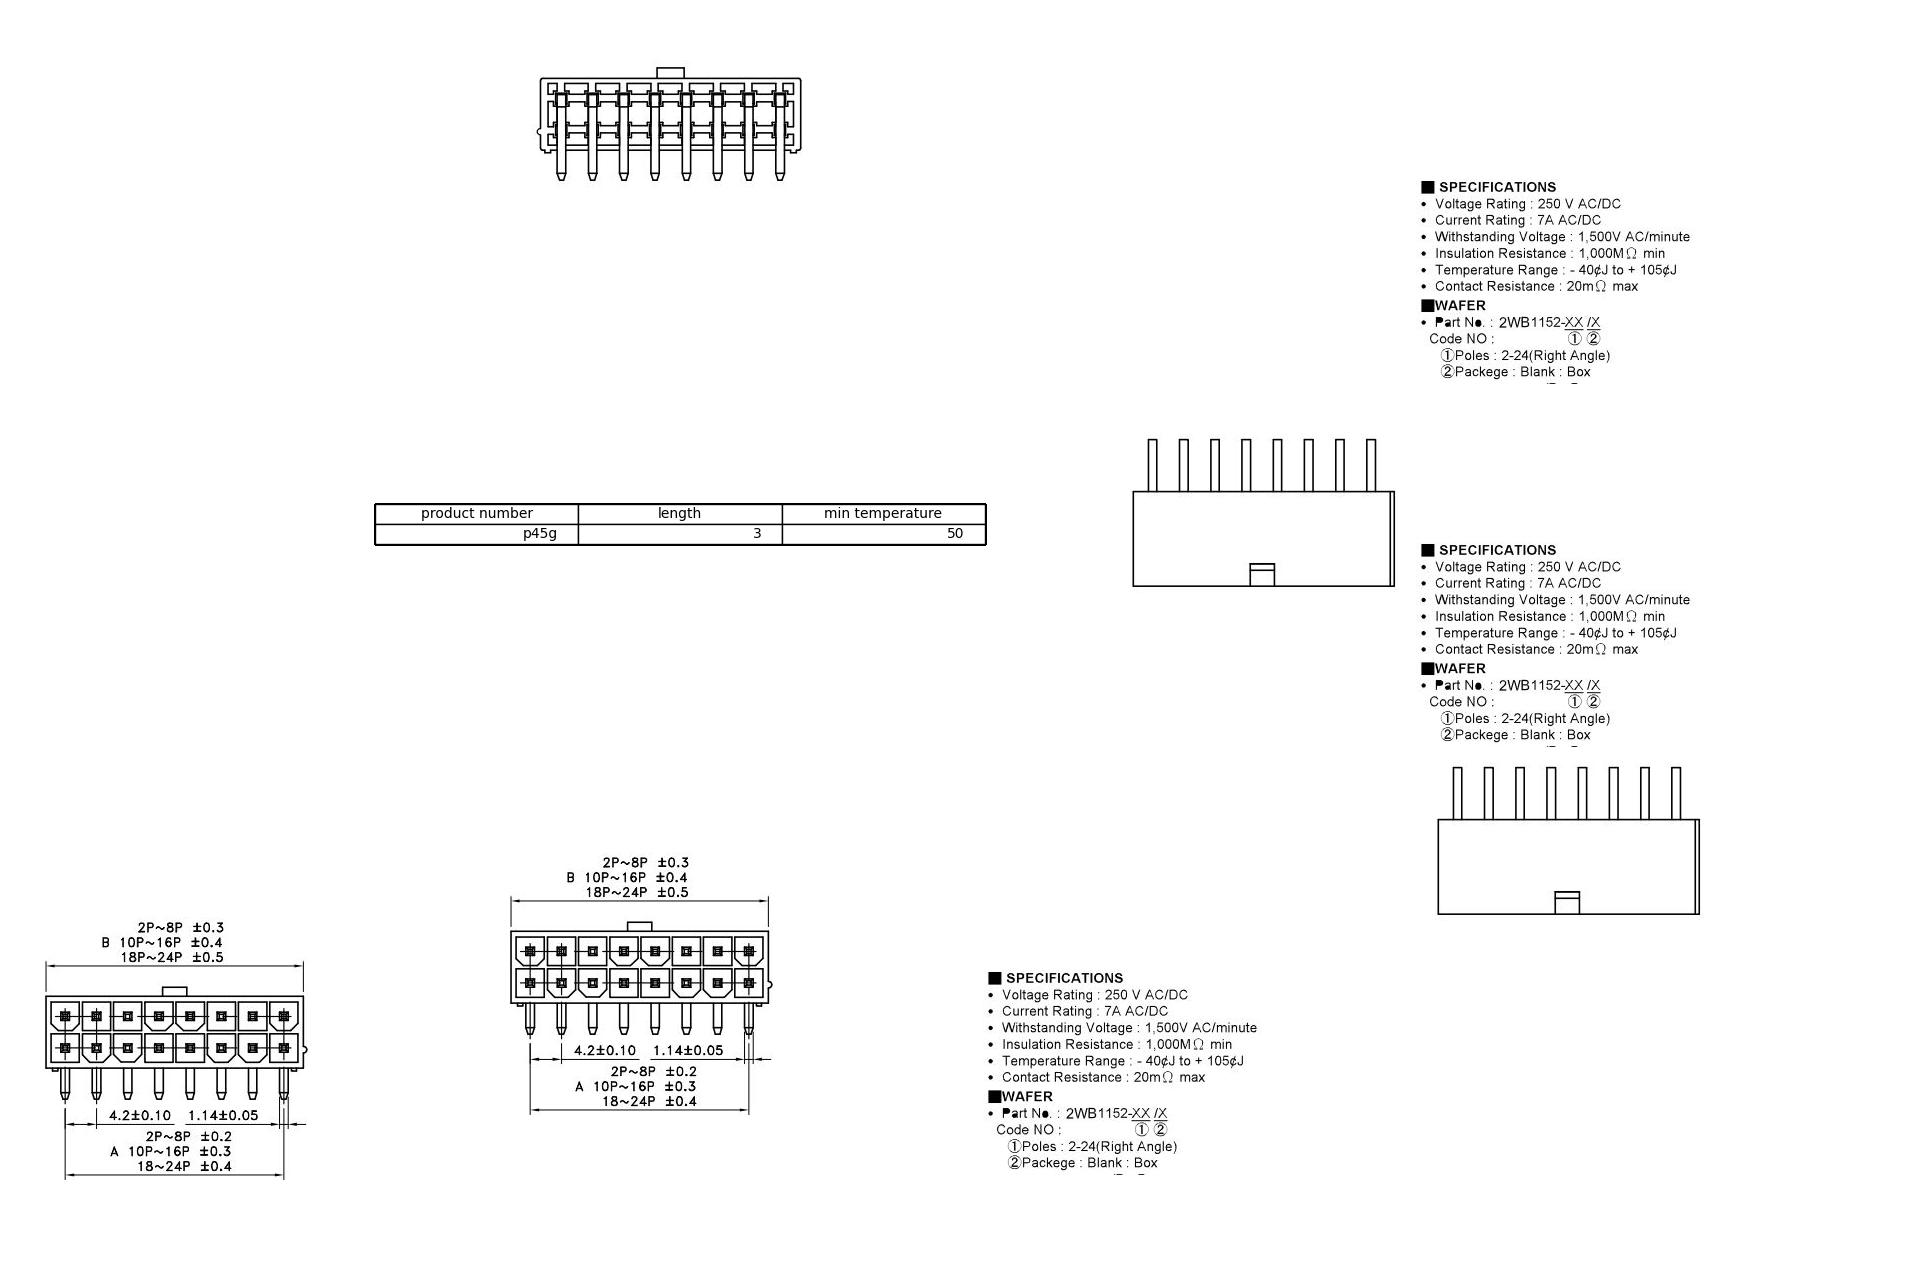 ■ SPECIFICATIONS
• Voltage Rating : 250 V AC/DC
• Current Rating : 7A AC/DC
• Withstanding Voltage : 1,500V AC/minute
• Insulation Resistance : 1,000MΩ min
• Temperature Range : - 40¢J to + 105¢J
• Contact Resistance : 20mΩ max
■WAFER
• Part No. : 2WB1152-XX /X
Code NO : ① ②
①Poles : 2-24(Right Angle)
②Packege : Blank : Box
product number length min temperature
p45g 3 50
■ SPECIFICATIONS
• Voltage Rating : 250 V AC/DC
• Current Rating : 7A AC/DC
• Withstanding Voltage : 1,500V AC/minute
• Insulation Resistance : 1,000MΩ min
• Temperature Range : - 40¢J to + 105¢J
• Contact Resistance : 20mΩ max
■WAFER
• Part No. : 2WB1152-XX /X
Code NO : ① ②
①Poles : 2-24(Right Angle)
②Packege : Blank : Box
2P~8P ±0.3
B 10P~16P ±0.4
18P~24P ±0.5
4.2±0.10 1.14±0.05
2P~8P ±0.2
A 10P~16P ±0.3
18~24P ±0.4
2P~8P ±0.3
B 10P~16P ±0.4
18P~24P ±0.5
4.2±0.10 1.14±0.05
2P~8P ±0.2
A 10P~16P ±0.3
18~24P ±0.4
■ SPECIFICATIONS
• Voltage Rating : 250 V AC/DC
• Current Rating : 7A AC/DC
• Withstanding Voltage : 1,500V AC/minute
• Insulation Resistance : 1,000MΩ min
• Temperature Range : - 40¢J to + 105¢J
• Contact Resistance : 20mΩ max
■WAFER
• Part No. : 2WB1152-XX /X
Code NO : ① ②
①Poles : 2-24(Right Angle)
②Packege : Blank : Box